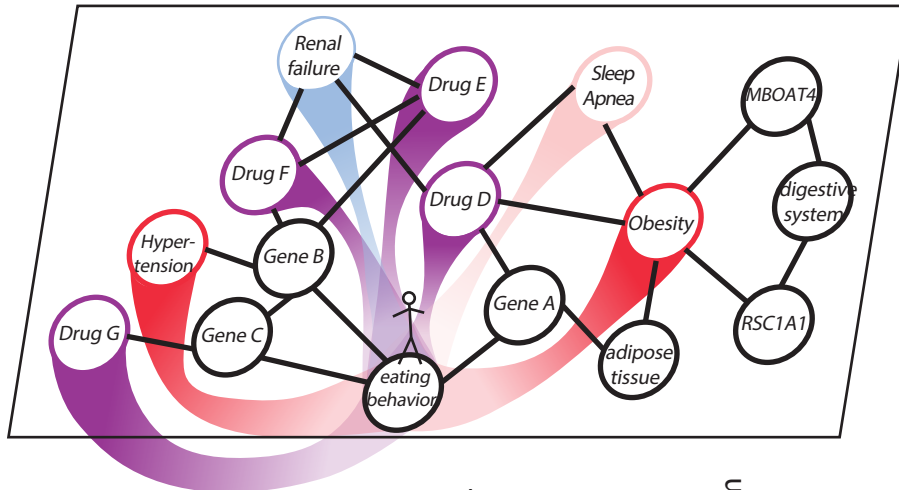 Renal
failure
Drug E
Sleep
Apnea
MBOAT4
Drug F
Drug D
digestive
system
Hyper-
tension
Gene B
Obesity
Drug G
Gene C
Gene A
RSC1A1
adipose
tissue
eating
behavior
n